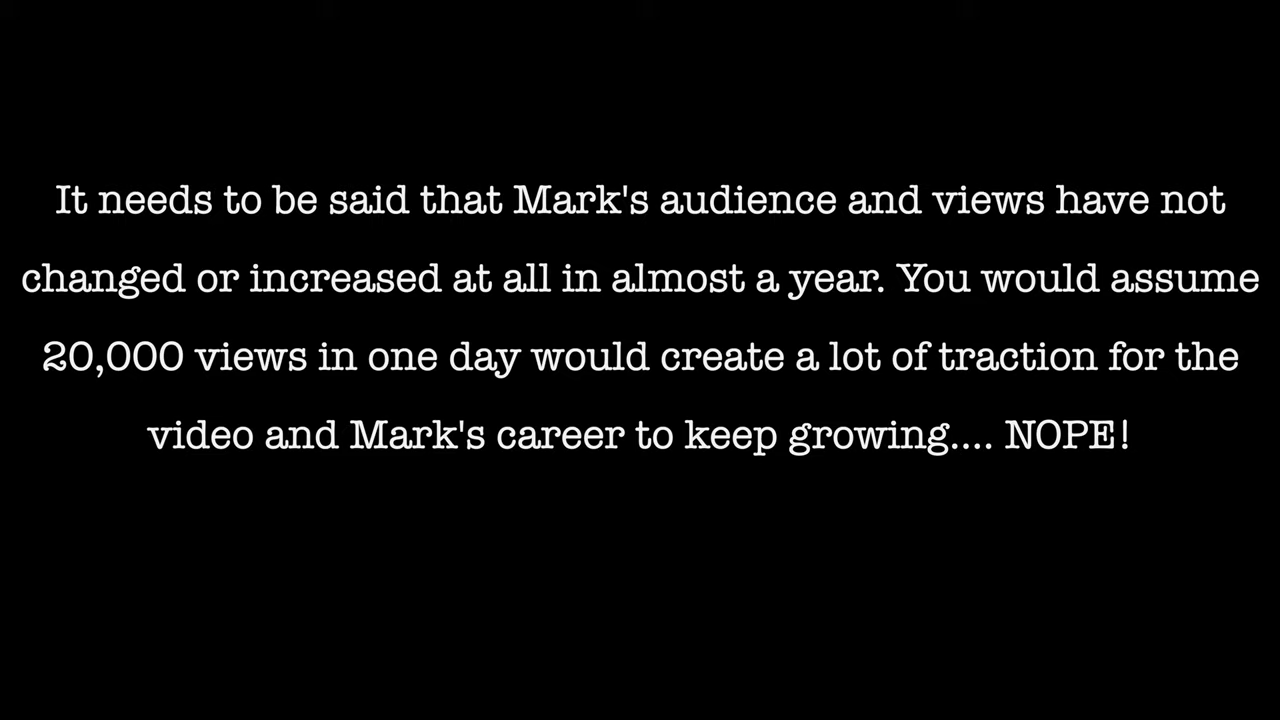 It needs to be said that Mark's audience and views have not
changed or increased at all in almost a year. You would assume
20,000 views in one day would create a lot of traction for the
video and Mark's career to keep growing.... NOPE!